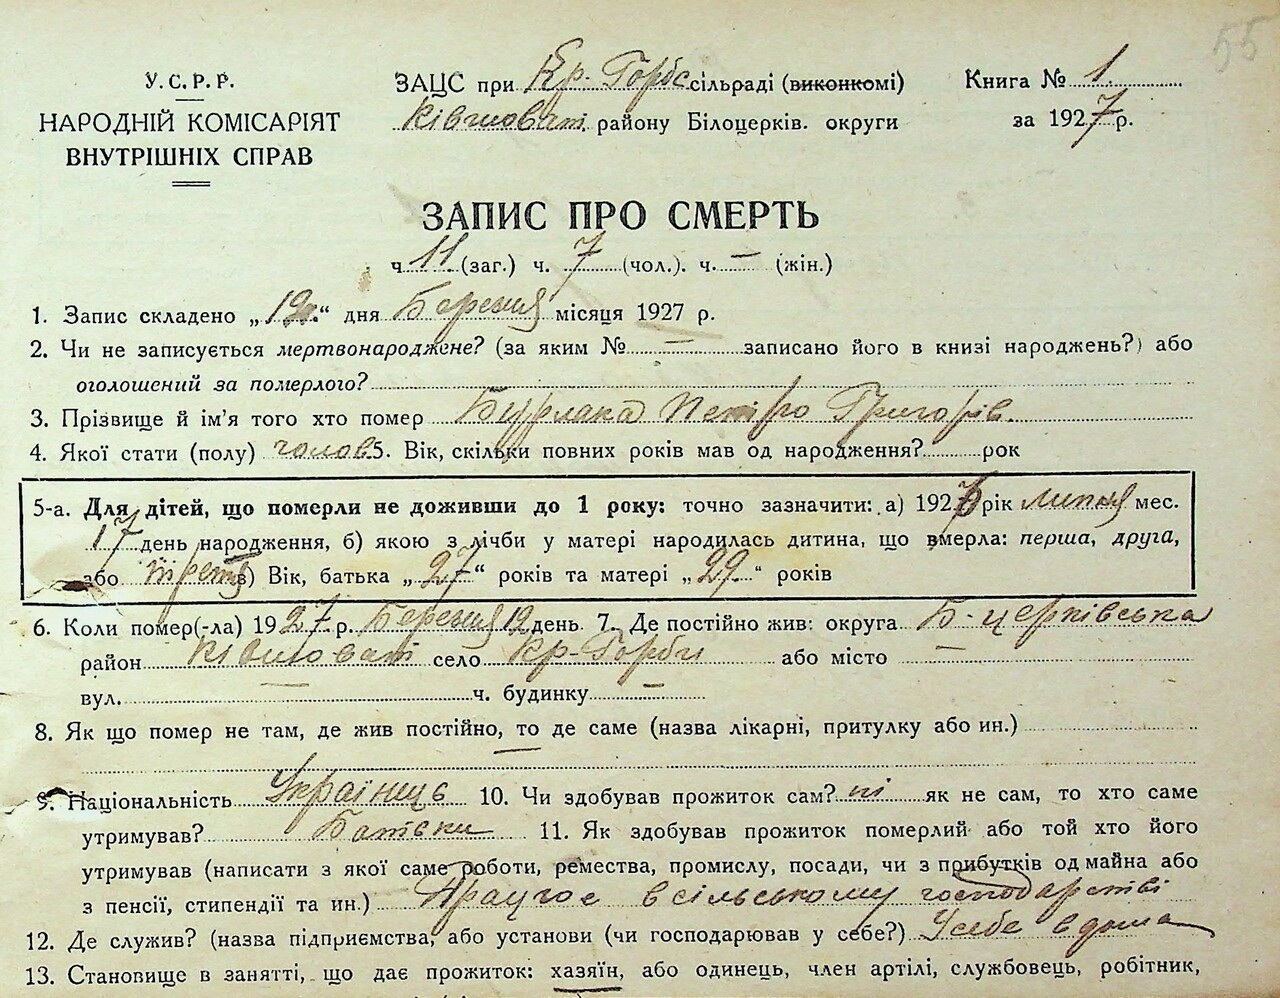 55
У.С.Р.Р.
НАРОДНІЙ КОМІСАРІЯТ
ВНУТРІШНІХ СПРАВ
ЗАЦС при Кр-Горбс сільраді (виконкомі)
Ківшоват. району Білоцерків. округи
Книга № 1.
за 1927 р.
ЗАПИС ПРО СМЕРТЬ
ч 11 (заг.) ч. 7 (чол.). ч. — (жін.)
1. Запис складено „12“ дня Березня місяця 1927 р.
2. Чи не записується мертвонароджене? (за яким № — записано його в книзі народжень?) або
оголошений за померлого?
3. Прізвище й ім'я того хто помер Бурлака Петро Григорів.
4. Якої стати (полу) чолов 5. Вік, скільки повних років мав од народження? рок
5-а. Для дітей, що померли не доживши до 1 року: точно зазначити: а) 1926 рік липня мес.
17 день народження, б) якою з лічби у матері народилась дитина, що вмерла: перша, друга,
або третя в) Вік, батька „27“ років та матері „29.“ років
6. Коли помер(-ла) 1927 р. Березня 12 день. 7. Де постійно жив: округа Б-церківська
район Ківшоват село Кр-Горби або місто —
вул. — ч. будинку —
8. Як що помер не там, де жив постійно, то де саме (назва лікарні, притулку або ин.)
—
9. Національність Українець 10. Чи здобував прожиток сам? ні як не сам, то хто саме
утримував? Батьки 11. Як здобував прожиток померлий або той хто його
утримував (написати з якої саме роботи, ремества, промислу, посади, чи з прибутків од майна або
з пенсії, стипендії та ин.) Працює в сільському господарстві
12. Де служив? (назва підприємства, або установи (чи господарював у себе?) У себе вдома
13. Становище в занятті, що дає прожиток: хазяїн, або одинець, член артілі, службовець, робітник,